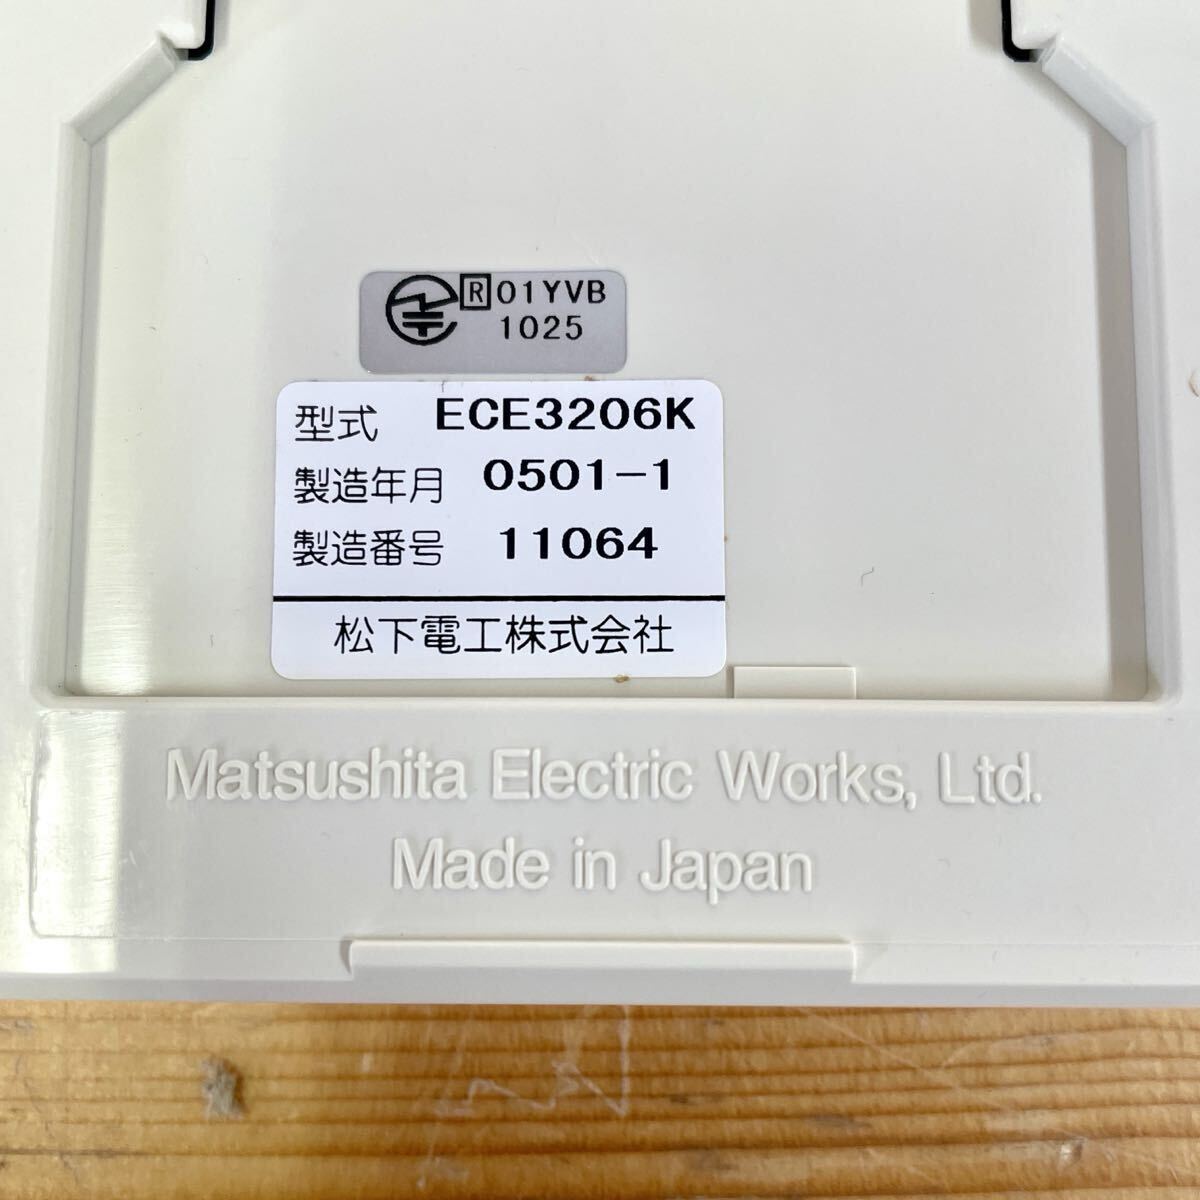 R 01YVB
1025
型式 ECE3206K
製造年月 0501-1
製造番号 11064
松下電工株式会社
Matsushita Electric Works, Ltd.
Made in Japan